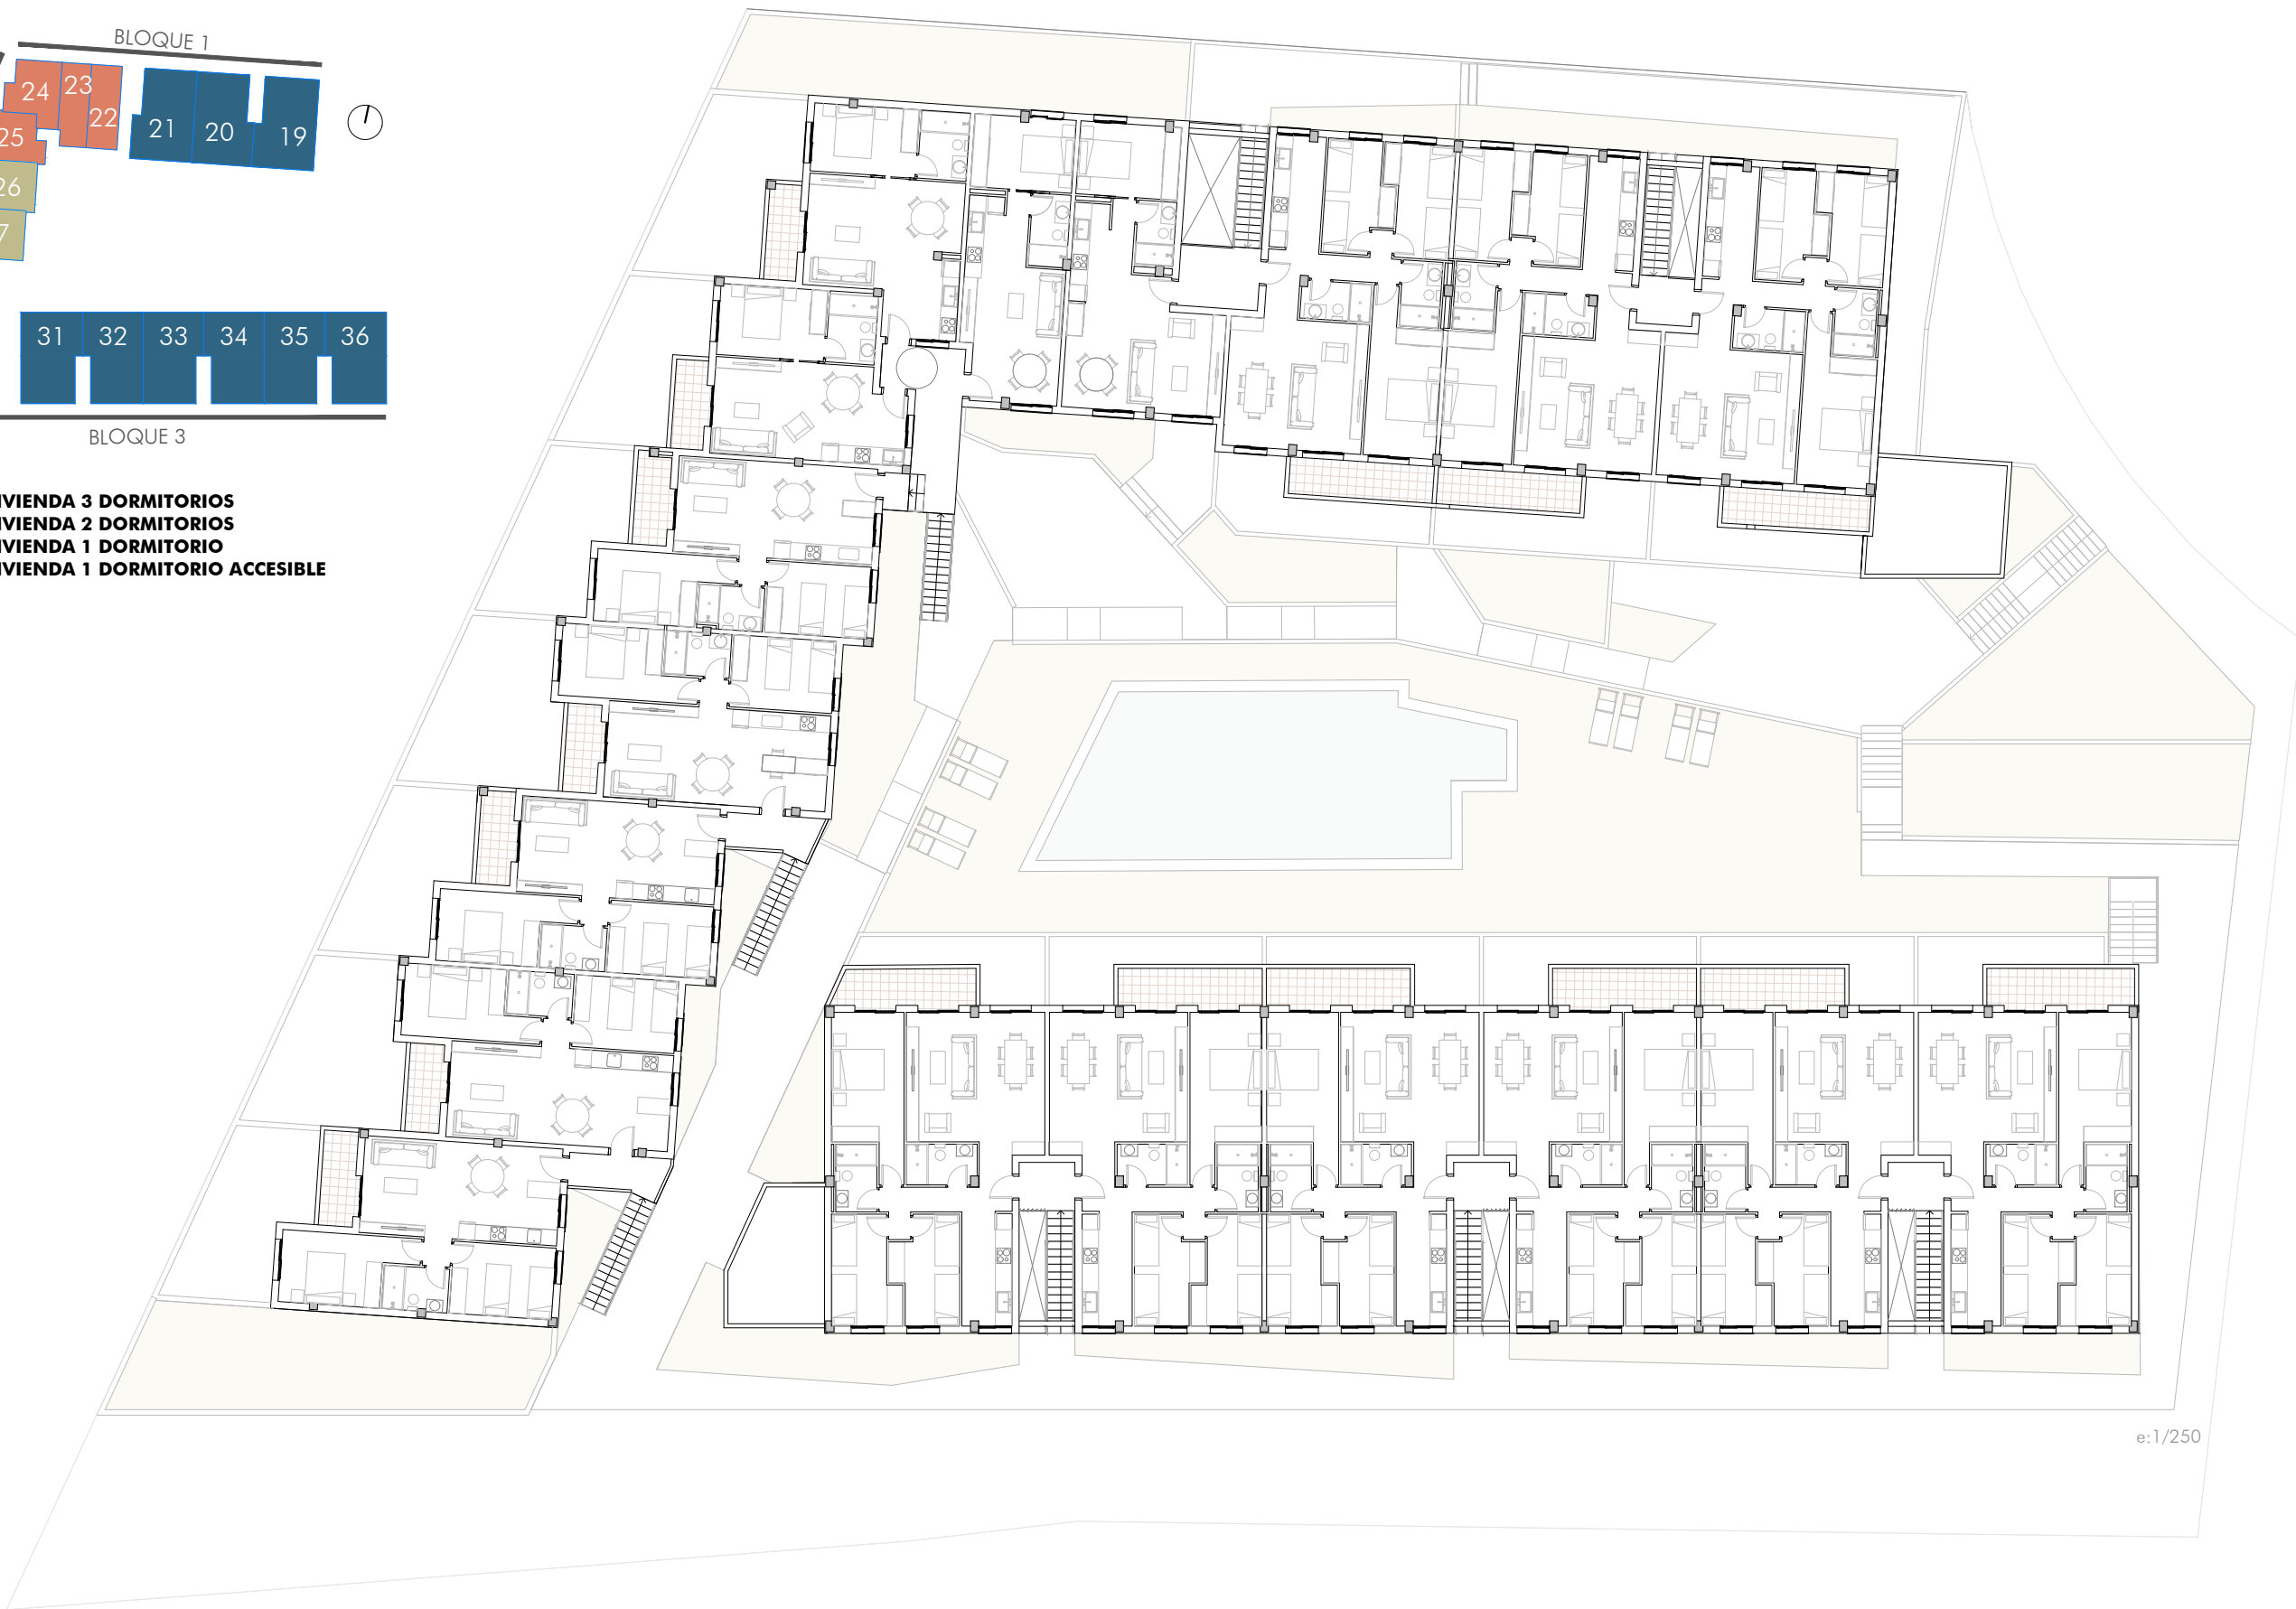 BLOQUE 1
24
23
22
21
20
19
25
26
7
31
32
33
34
35
36
BLOQUE 3
IVIENDA 3 DORMITORIOS
IVIENDA 2 DORMITORIOS
IVIENDA 1 DORMITORIO
IVIENDA 1 DORMITORIO ACCESIBLE
e:1/250